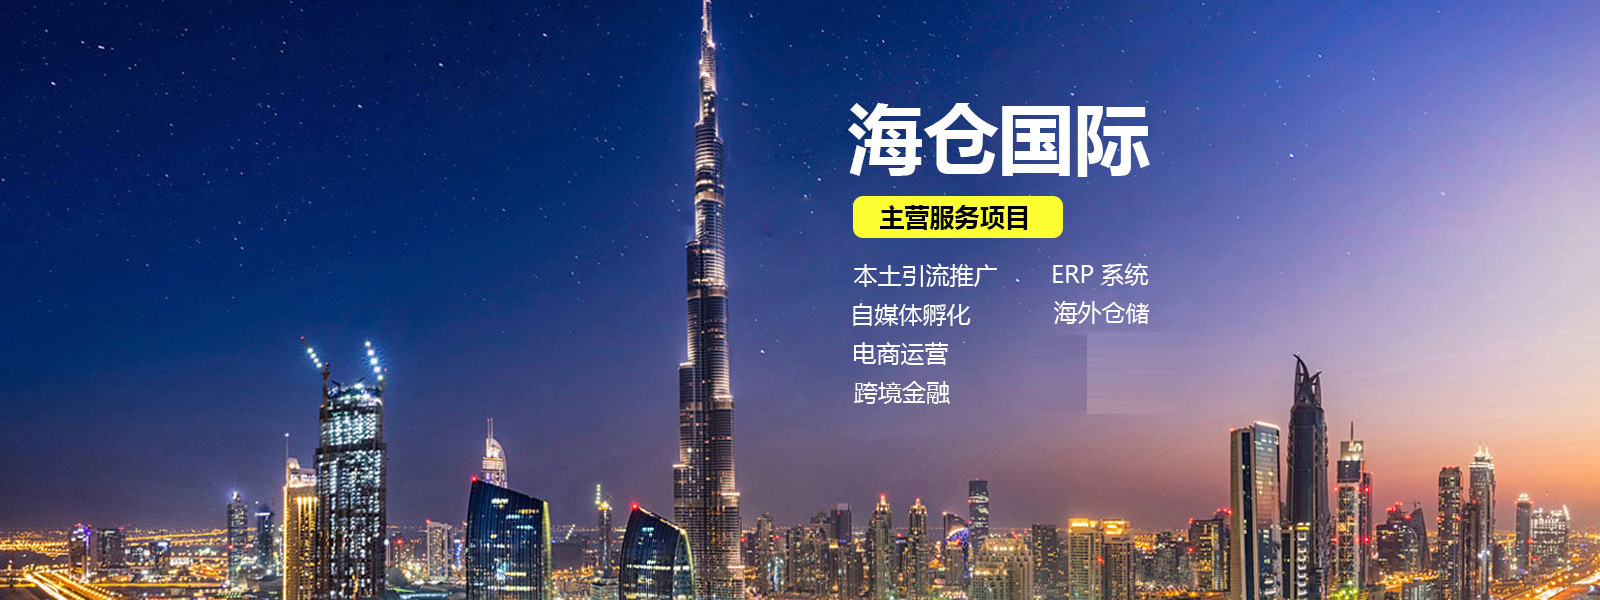 海仓国际
主营服务项目
本土引流推广
ERP 系统
自媒体孵化
海外仓储
电商运营
跨境金融